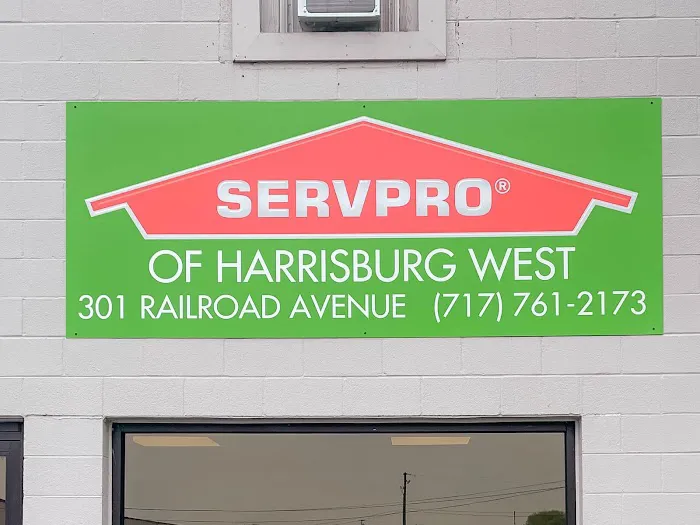 SERVPRO®
OF HARRISBURG WEST
301 RAILROAD AVENUE (717) 761-2173